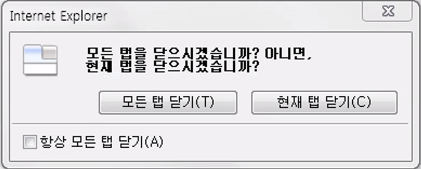 Internet Explorer
모든 탭을 닫으시겠습니까? 아니면,
현재 탭을 닫으시겠습니까?
모든 탭 닫기(T)
현재 탭 닫기(C)
항상 모든 탭 닫기(A)